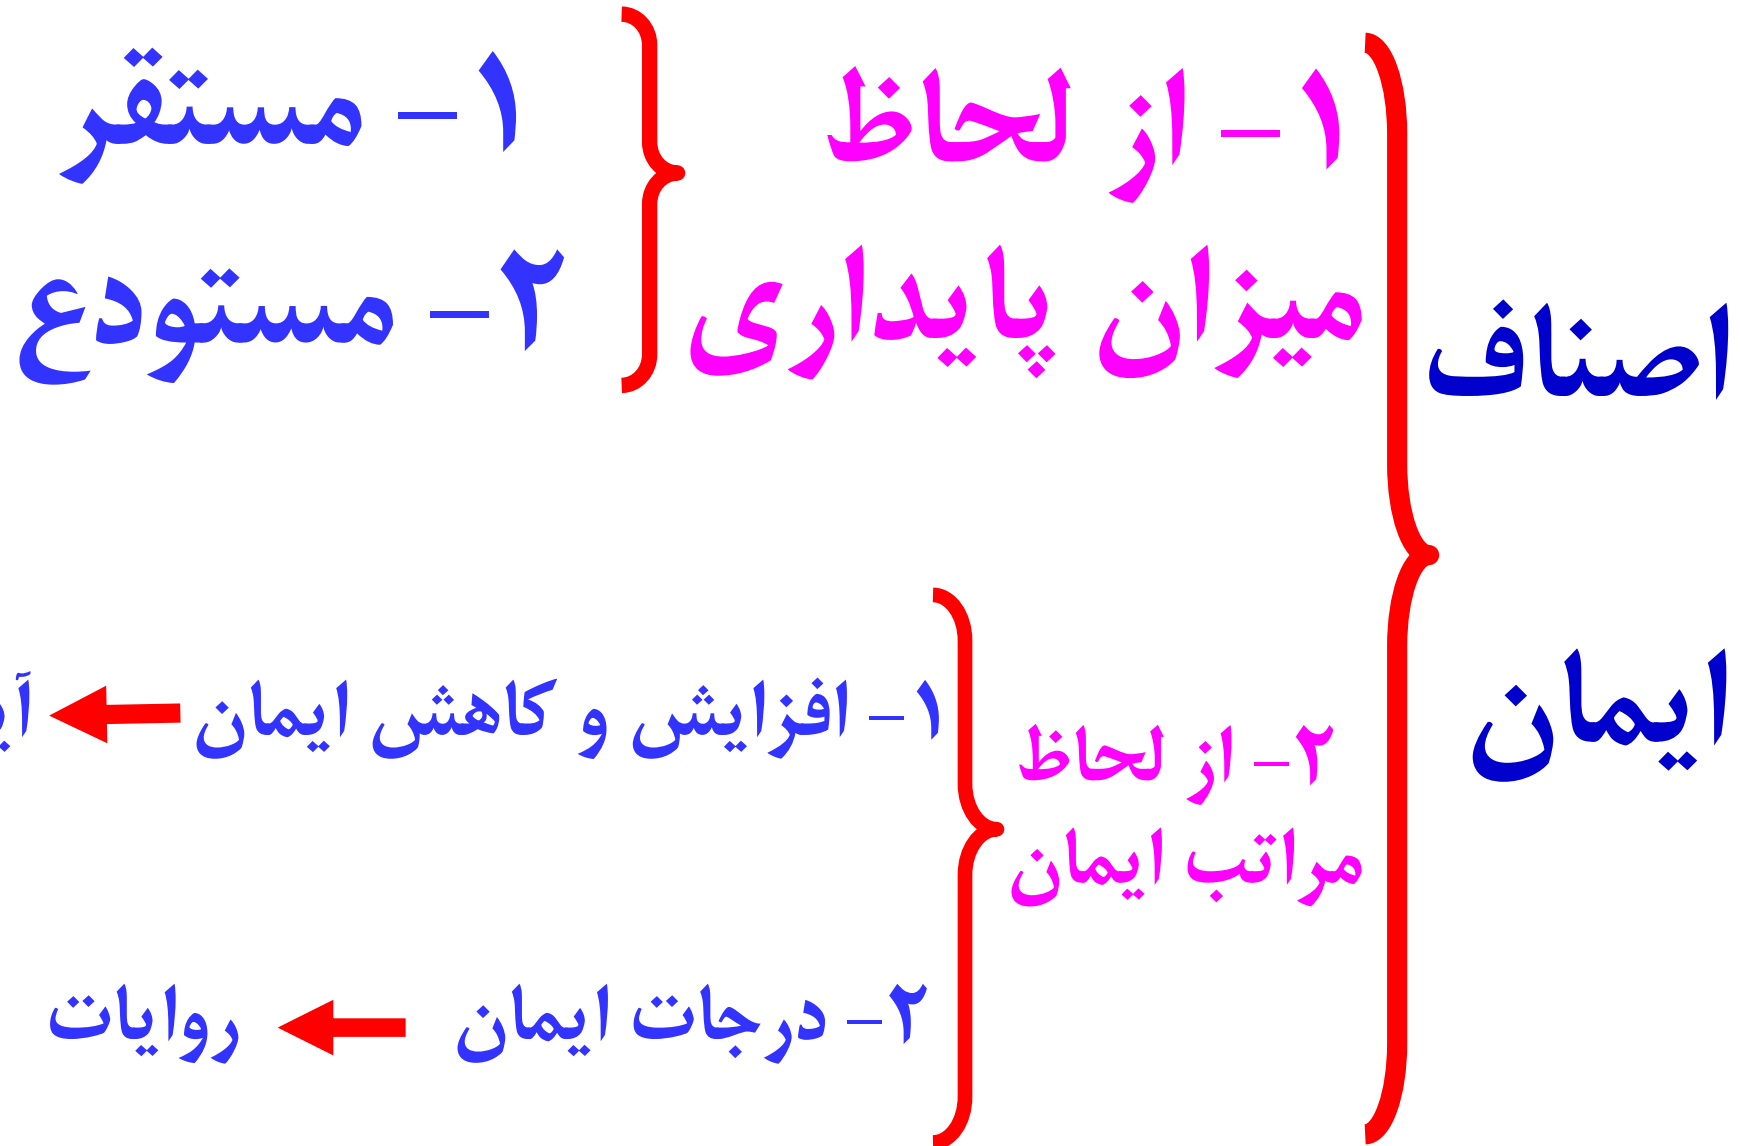 اصناف
ایمان
۱- از لحاظ
میزان پایداری
۱- مستقر
۲- مستودع
۲- از لحاظ
مراتب ایمان
۱- افزایش و کاهش ایمان
۲- درجات ایمان
روایات